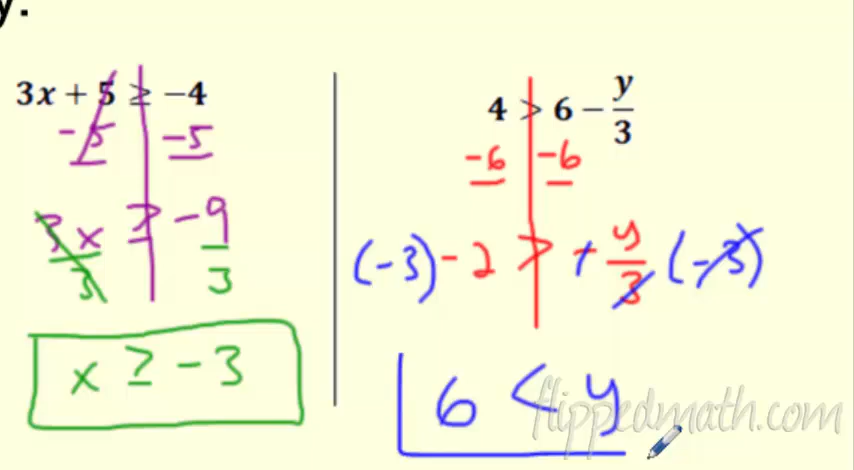 y.
3x + 5 ≥ -4
-5 -5
3x ≥ -9
3 3
x ≥ -3
4 > 6 - y/3
-6 -6
(-3) -2 > + y/3 (-3)
6 < y
flippedmath.com